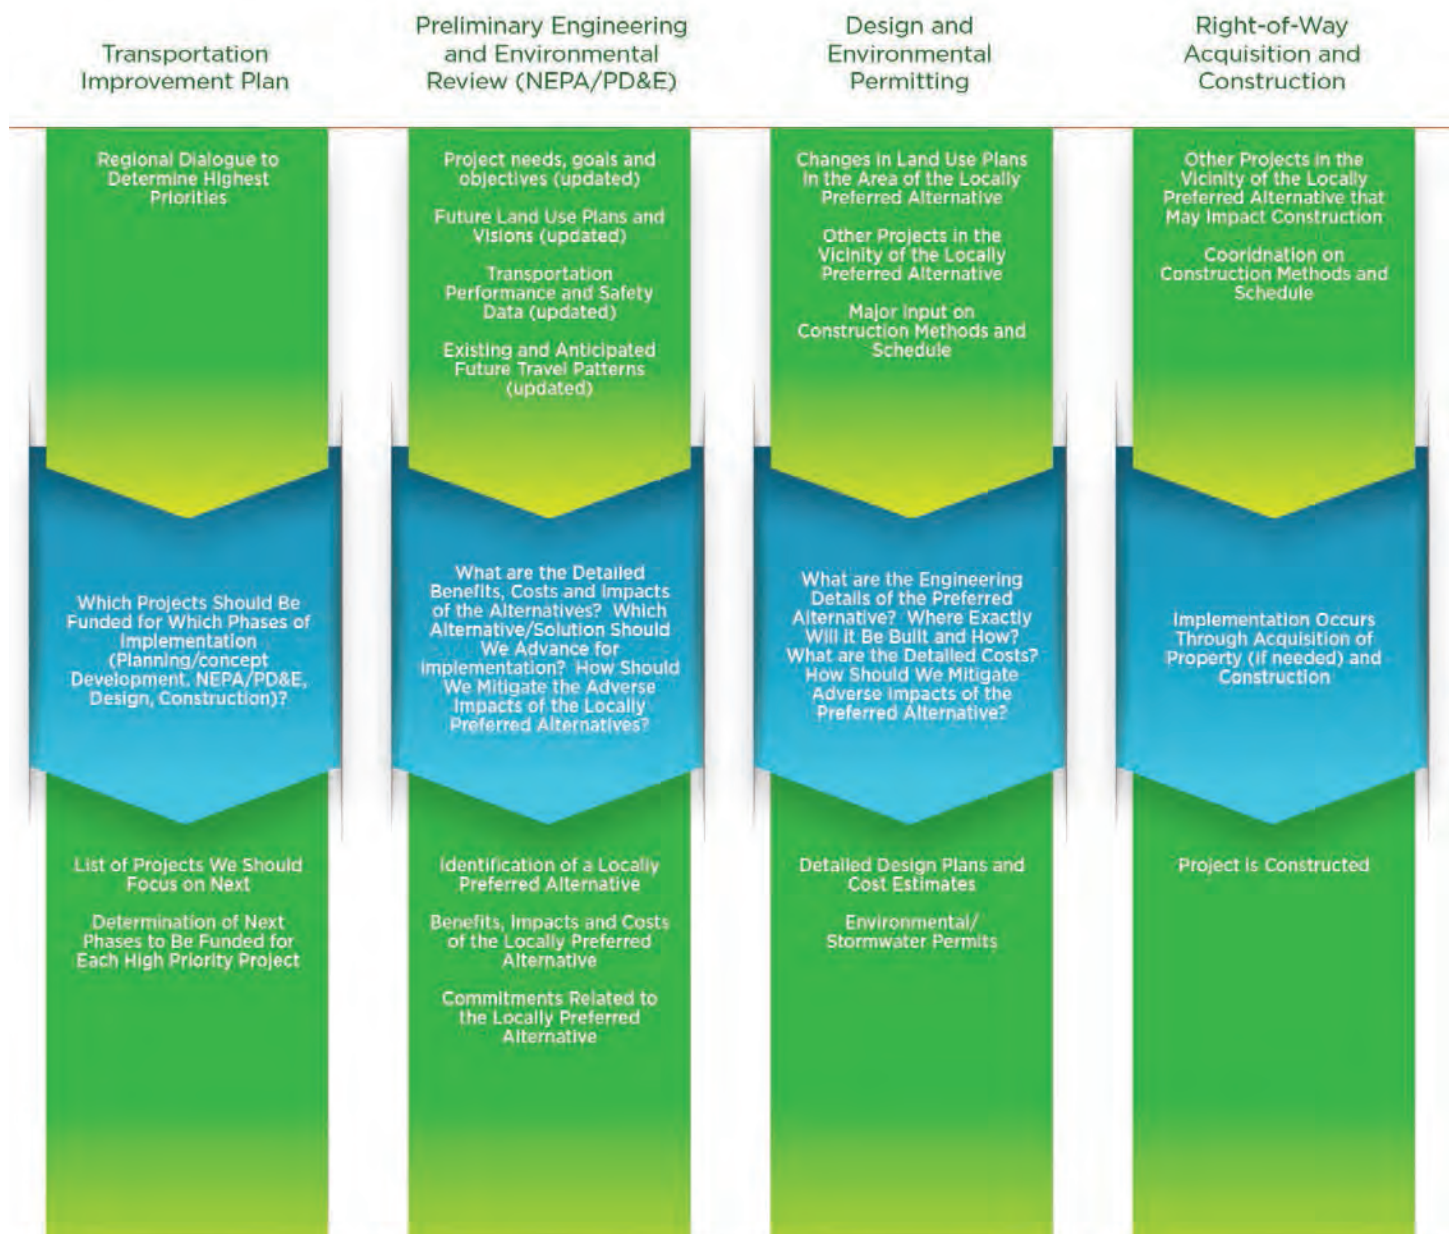 Transportation
Improvement Plan
Preliminary Engineering
and Environmental
Review (NEPA/PD&E)
Design and
Environmental
Permitting
Right-of-Way
Acquisition and
Construction
Regional Dialogue to
Determine Highest
Priorities
Project needs, goals and
objectives (updated)
Future Land Use Plans and
Visions (updated)
Transportation
Performance and Safety
Data (updated)
Existing and Anticipated
Future Travel Patterns
(updated)
Changes in Land Use Plans
in the Area of the Locally
Preferred Alternative
Other Projects in the
Vicinity of the Locally
Preferred Alternative
Major Input on
Construction Methods and
Schedule
Other Projects in the
Vicinity of the Locally
Preferred Alternative that
May Impact Construction
Cooridnation on
Construction Methods and
Schedule
Which Projects Should Be
Funded for Which Phases of
Implementation
(Planning/concept
Development, NEPA/PD&E,
Design, Construction)?
What are the Detailed
Benefits, Costs and Impacts
of the Alternatives? Which
Alternative/Solution Should
We Advance for
Implementation? How Should
We Mitigate the Adverse
Impacts of the Locally
Preferred Alternatives?
What are the Engineering
Details of the Preferred
Alternative? Where Exactly
Will it Be Built and How?
What are the Detailed Costs?
How Should We Mitigate
Adverse Impacts of the
Preferred Alternative?
Implementation Occurs
Through Acquisition of
Property (if needed) and
Construction
List of Projects We Should
Focus on Next
Determination of Next
Phases to Be Funded for
Each High Priority Project
Identification of a Locally
Preferred Alternative
Benefits, Impacts and Costs
of the Locally Preferred
Alternative
Commitments Related to
the Locally Preferred
Alternative
Detailed Design Plans and
Cost Estimates
Environmental/
Stormwater Permits
Project is Constructed